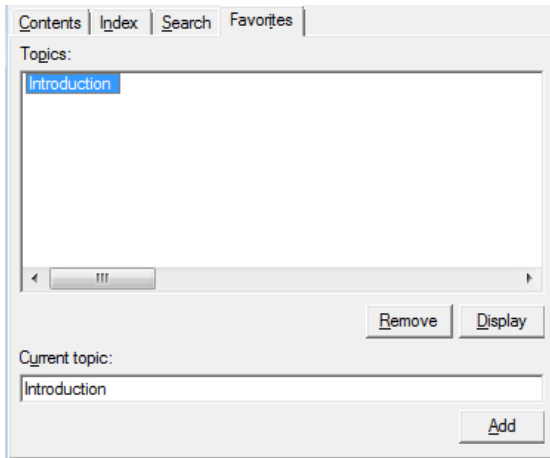 Contents Index Search Favorites
Topics:
Introduction
Remove Display
Current topic:
Introduction
Add